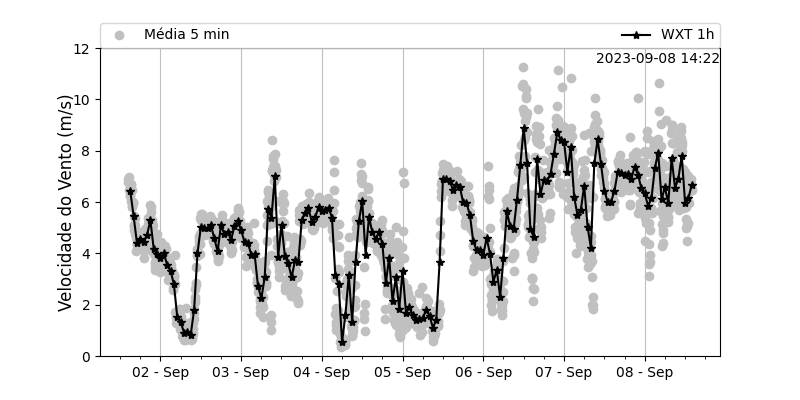 Média 5 min
WXT 1h
2023-09-08 14:22
Velocidade do Vento (m/s)
12
10
8
6
4
2
0
02 - Sep
03 - Sep
04 - Sep
05 - Sep
06 - Sep
07 - Sep
08 - Sep